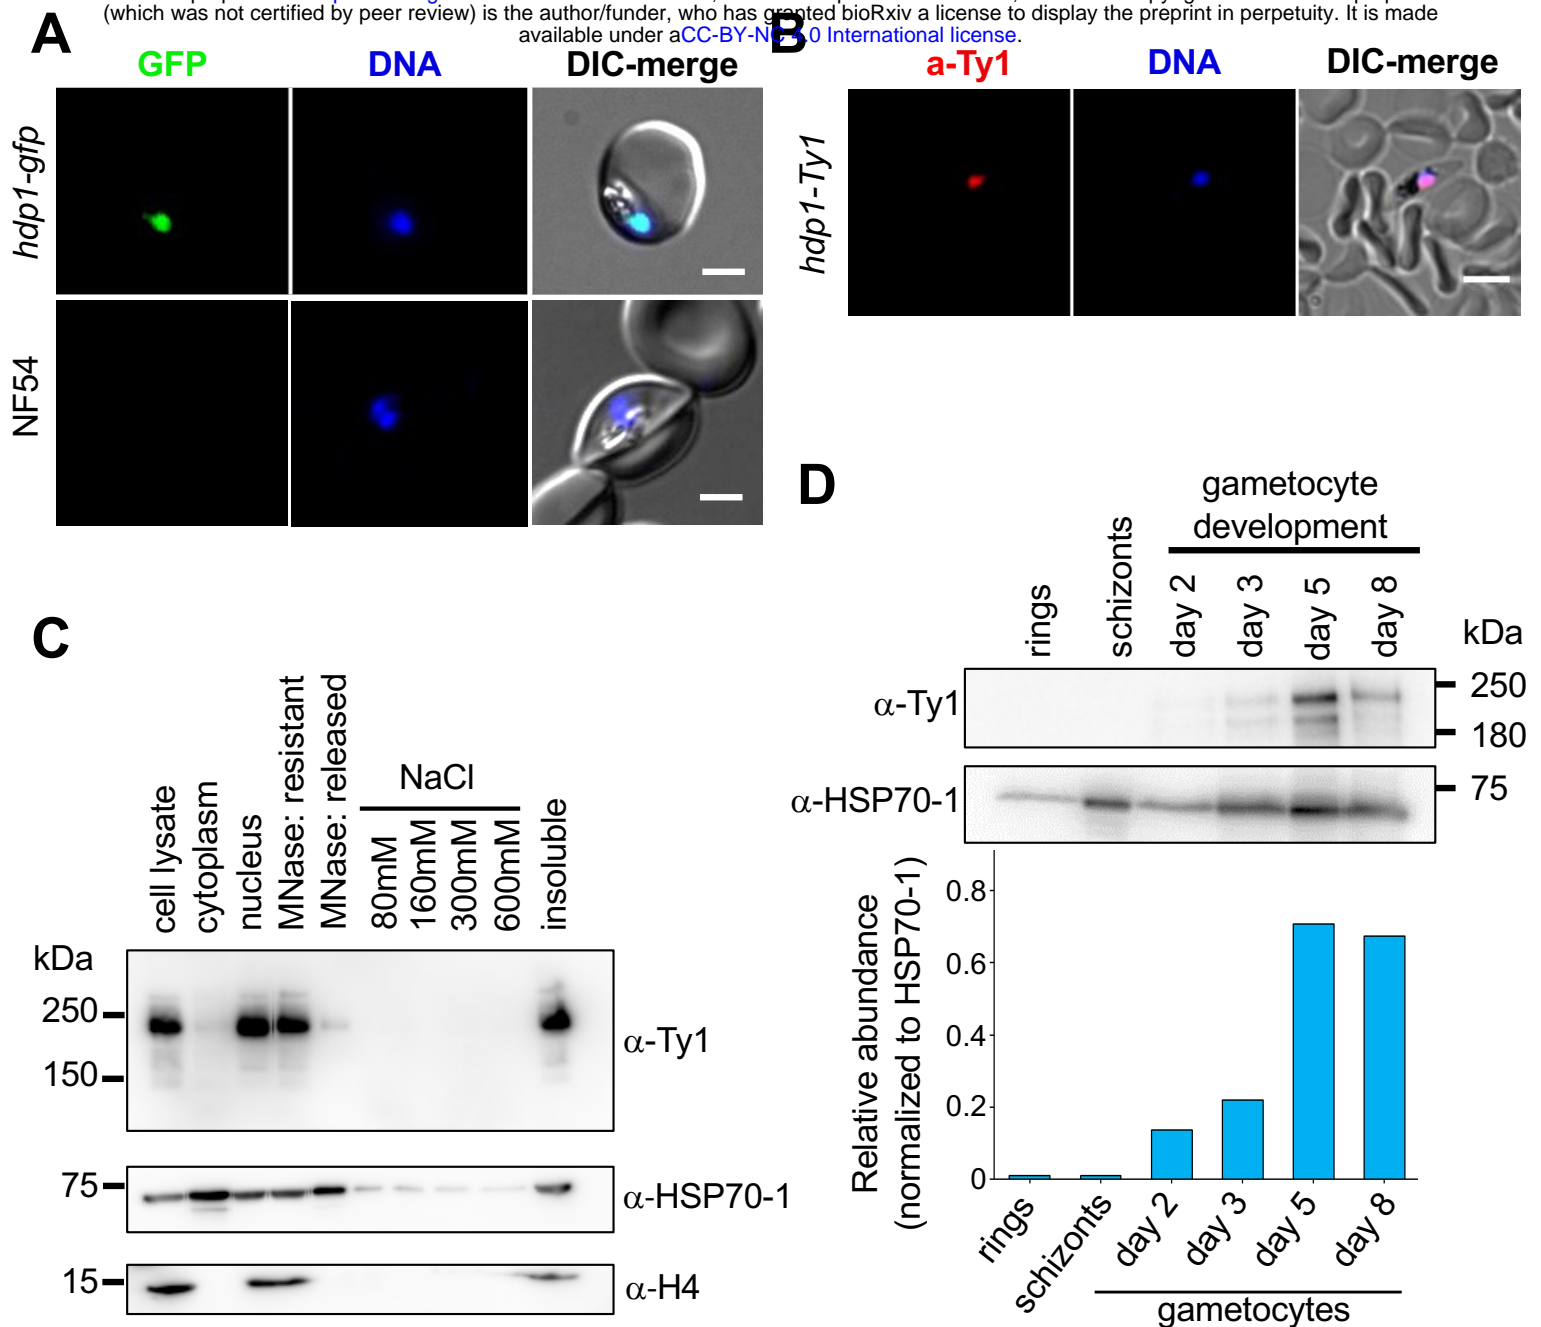 (which was not certified by peer review) is the author/funder, who has granted bioRxiv a license to display the preprint in perpetuity. It is made
available under aCC-BY-NC 4.0 International license.
A
GFP
DNA
DIC-merge
hdp1-gfp
NF54
B
a-Ty1
DNA
DIC-merge
hdp1-Ty1
C
cell lysate
cytoplasm
nucleus
MNase: resistant
MNase: released
NaCl
80mM
160mM
300mM
600mM
insoluble
kDa
250
150
α-Ty1
75
α-HSP70-1
15
α-H4
D
gametocyte
development
rings
schizonts
day 2
day 3
day 5
day 8
kDa
α-Ty1
250
180
α-HSP70-1
75
Relative abundance
(normalized to HSP70-1)
0.8
0.6
0.4
0.2
0
rings
schizonts
day 2
day 3
day 5
day 8
gametocytes